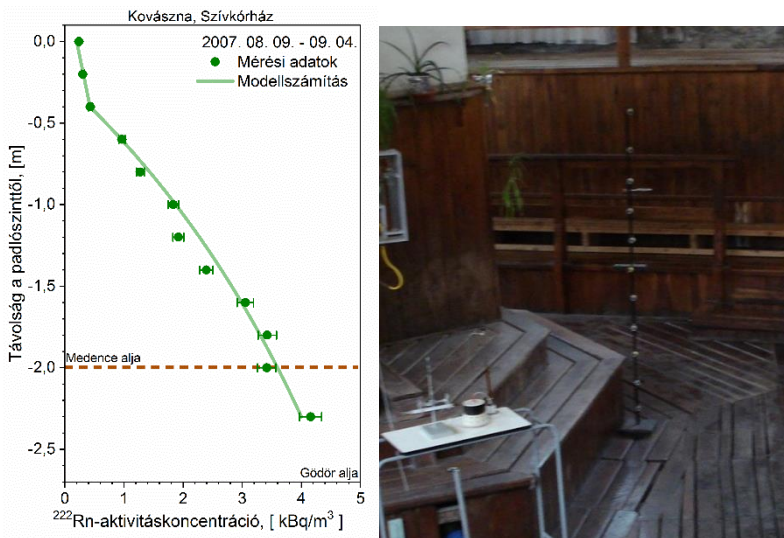 Kovászna, Szívkórház
2007. 08. 09. - 09. 04.
Mérési adatok
Modellszámítás
Távolság a padlószinttől, [m]
0,0
-0,5
-1,0
-1,5
-2,0
-2,5
Medence alja
Gödör alja
0 1 2 3 4 5
²²²Rn-aktivitáskoncentráció, [ kBq/m³ ]